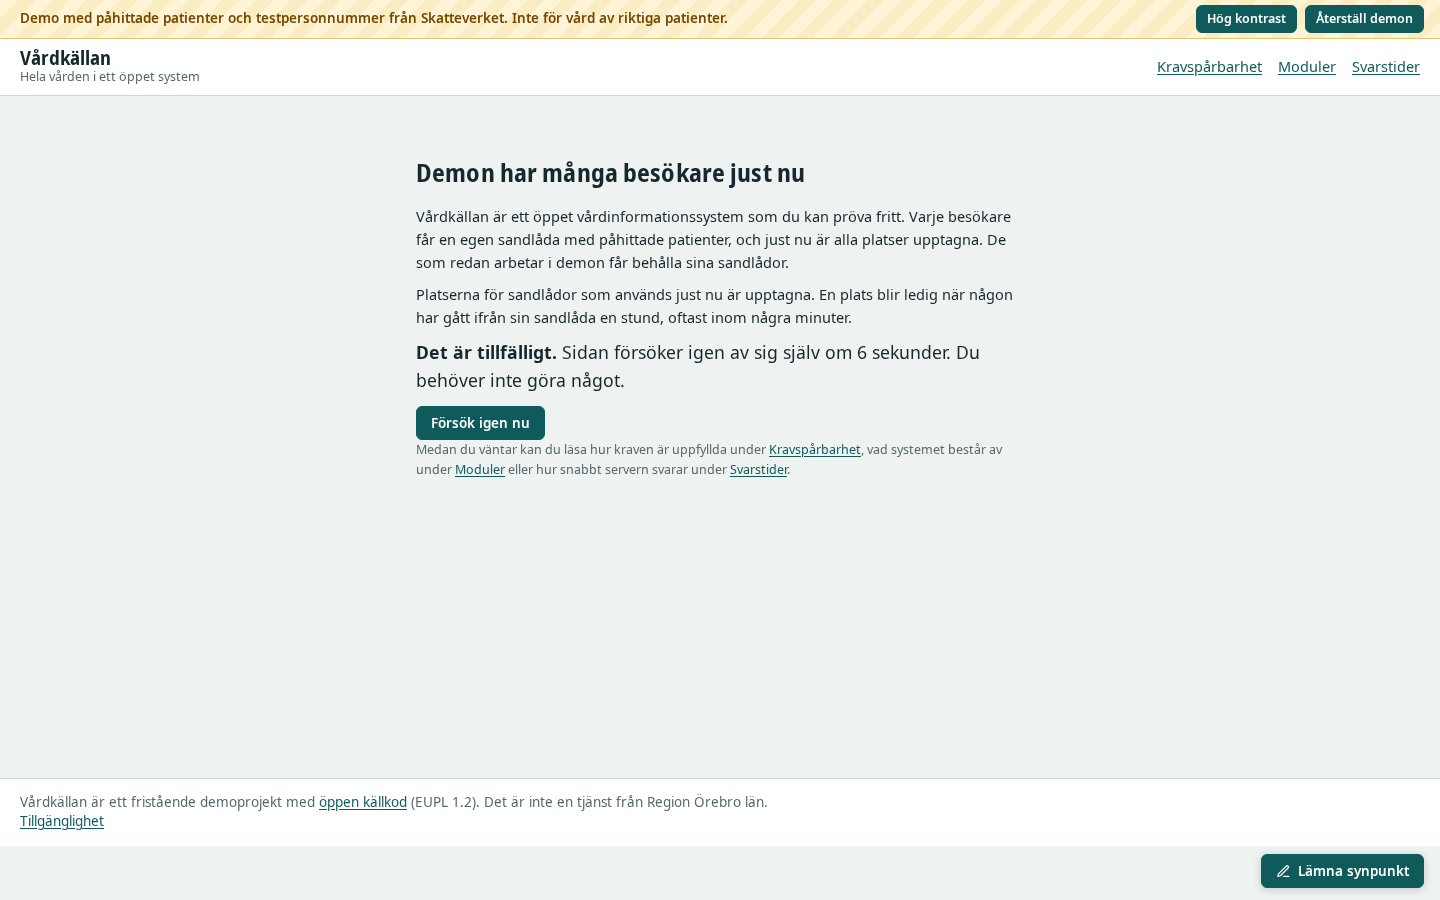 Demo med påhittade patienter och testpersonnummer från Skatteverket. Inte för vård av riktiga patienter.
Hög kontrast
Återställ demon
Vårdkällan
Hela vården i ett öppet system
Kravspårbarhet
Moduler
Svarstider
Demon har många besökare just nu
Vårdkällan är ett öppet vårdinformationssystem som du kan pröva fritt. Varje besökare
får en egen sandlåda med påhittade patienter, och just nu är alla platser upptagna. De
som redan arbetar i demon får behålla sina sandlådor.
Platserna för sandlådor som används just nu är upptagna. En plats blir ledig när någon
har gått ifrån sin sandlåda en stund, oftast inom några minuter.
Det är tillfälligt. Sidan försöker igen av sig själv om 6 sekunder. Du
behöver inte göra något.
Försök igen nu
Medan du väntar kan du läsa hur kraven är uppfyllda under Kravspårbarhet, vad systemet består av
under Moduler eller hur snabbt servern svarar under Svarstider.
Vårdkällan är ett fristående demoprojekt med öppen källkod (EUPL 1.2). Det är inte en tjänst från Region Örebro län.
Tillgänglighet
Lämna synpunkt